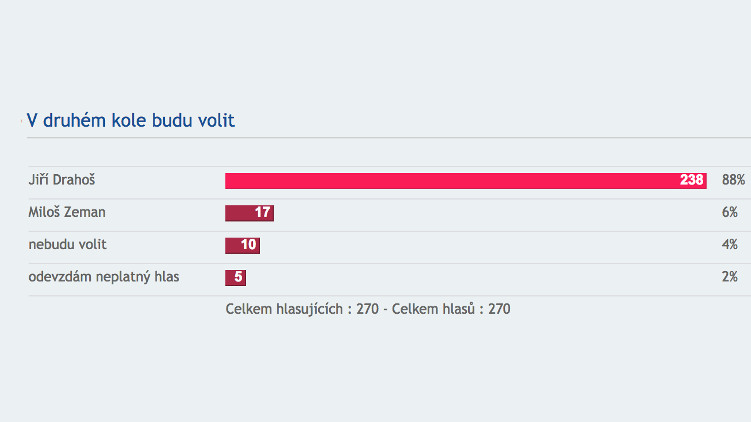 V druhém kole budu volit
Jiří Drahoš 238 88%
Miloš Zeman 17 6%
nebudu volit 10 4%
odevzdám neplatný hlas 5 2%
Celkem hlasujících : 270 - Celkem hlasů : 270